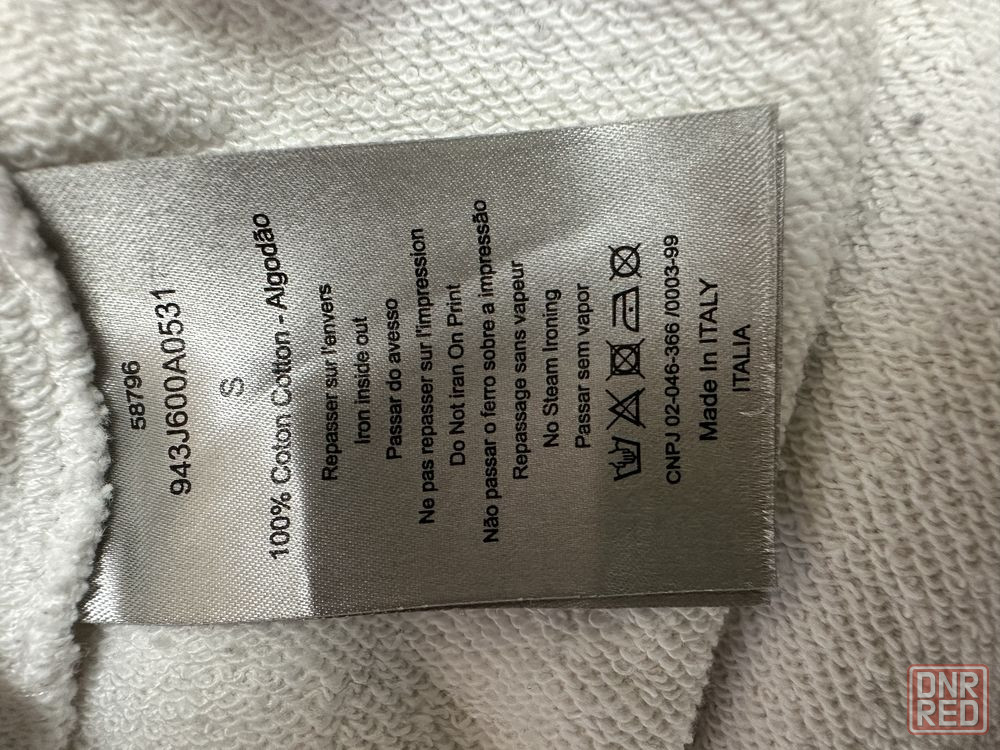 58796
943J600A0531
S
100% Coton Cotton - Algodão
Repasser sur l'envers
Iron inside out
Passar do avesso
Ne pas repasser sur l'impression
Do Not iran On Print
Não passar o ferro sobre a impressão
Repassage sans vapeur
No Steam Ironing
Passar sem vapor
CNPJ 02-046-366 /0003-99
Made In ITALY
ITALIA
DNR
RED